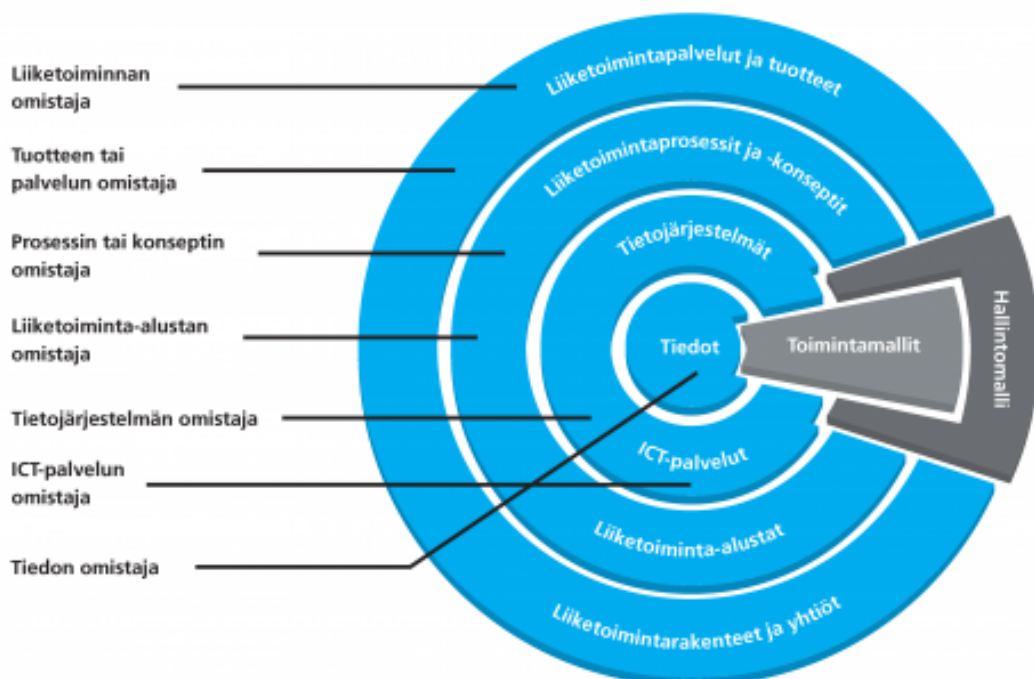 Liiketoiminnan
omistaja
Tuotteen tai
palvelun omistaja
Prosessin tai konseptin
omistaja
Liiketoiminta-alustan
omistaja
Tietojärjestelmän omistaja
ICT-palvelun
omistaja
Tiedon omistaja
Liiketoimintapalvelut ja tuotteet
Liiketoimintaprosessit ja -konseptit
Tietojärjestelmät
Tiedot
Toimintamallit
Hallintomalli
ICT-palvelut
Liiketoiminta-alustat
Liiketoimintarakenteet ja yhtiöt